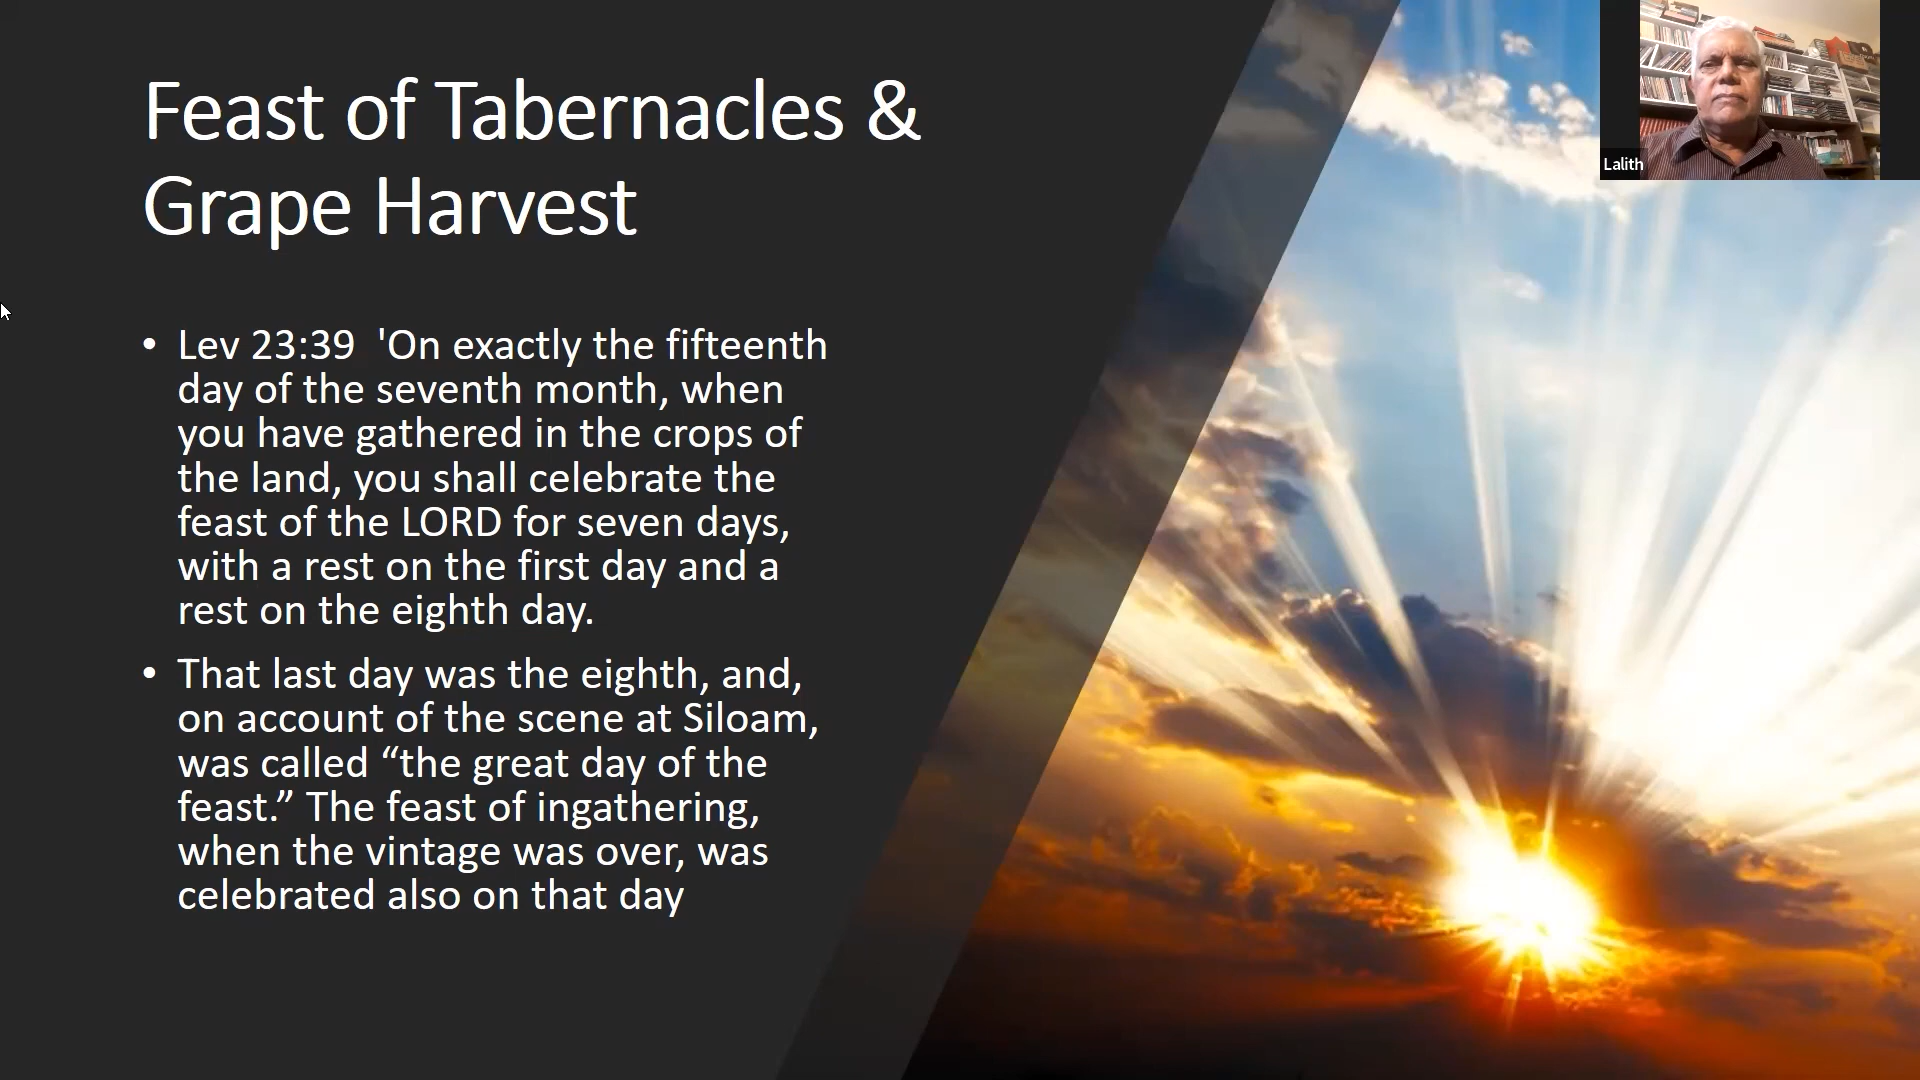 Feast of Tabernacles &
Grape Harvest
Lalith
• Lev 23:39  'On exactly the fifteenth
day of the seventh month, when
you have gathered in the crops of
the land, you shall celebrate the
feast of the LORD for seven days,
with a rest on the first day and a
rest on the eighth day.
• That last day was the eighth, and,
on account of the scene at Siloam,
was called “the great day of the
feast.” The feast of ingathering,
when the vintage was over, was
celebrated also on that day